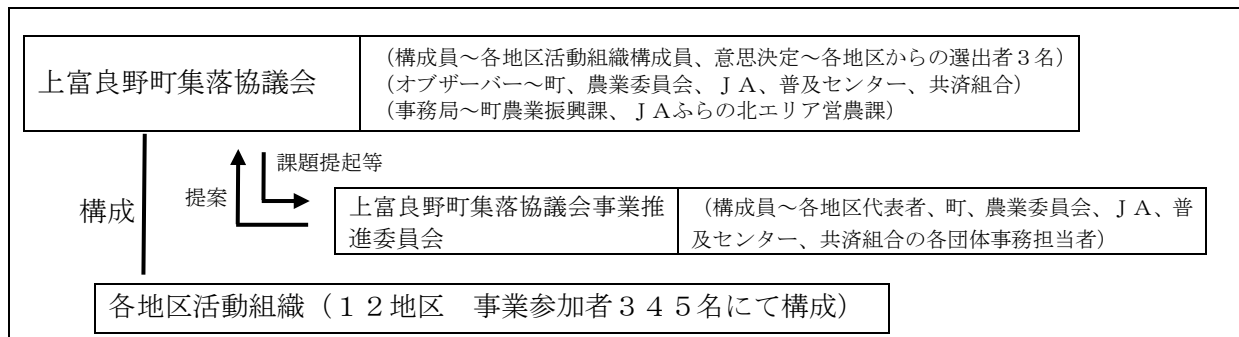 上富良野町集落協議会
(構成員～各地区活動組織構成員、意思決定～各地区からの選出者３名)
(オブザーバー～町、農業委員会、ＪＡ、普及センター、共済組合)
(事務局～町農業振興課、ＪＡふらの北エリア営農課)
課題提起等
提案
構成
上富良野町集落協議会事業推
進委員会
(構成員～各地区代表者、町、農業委員会、ＪＡ、普
及センター、共済組合の各団体事務担当者)
各地区活動組織（１２地区　事業参加者３４５名にて構成）